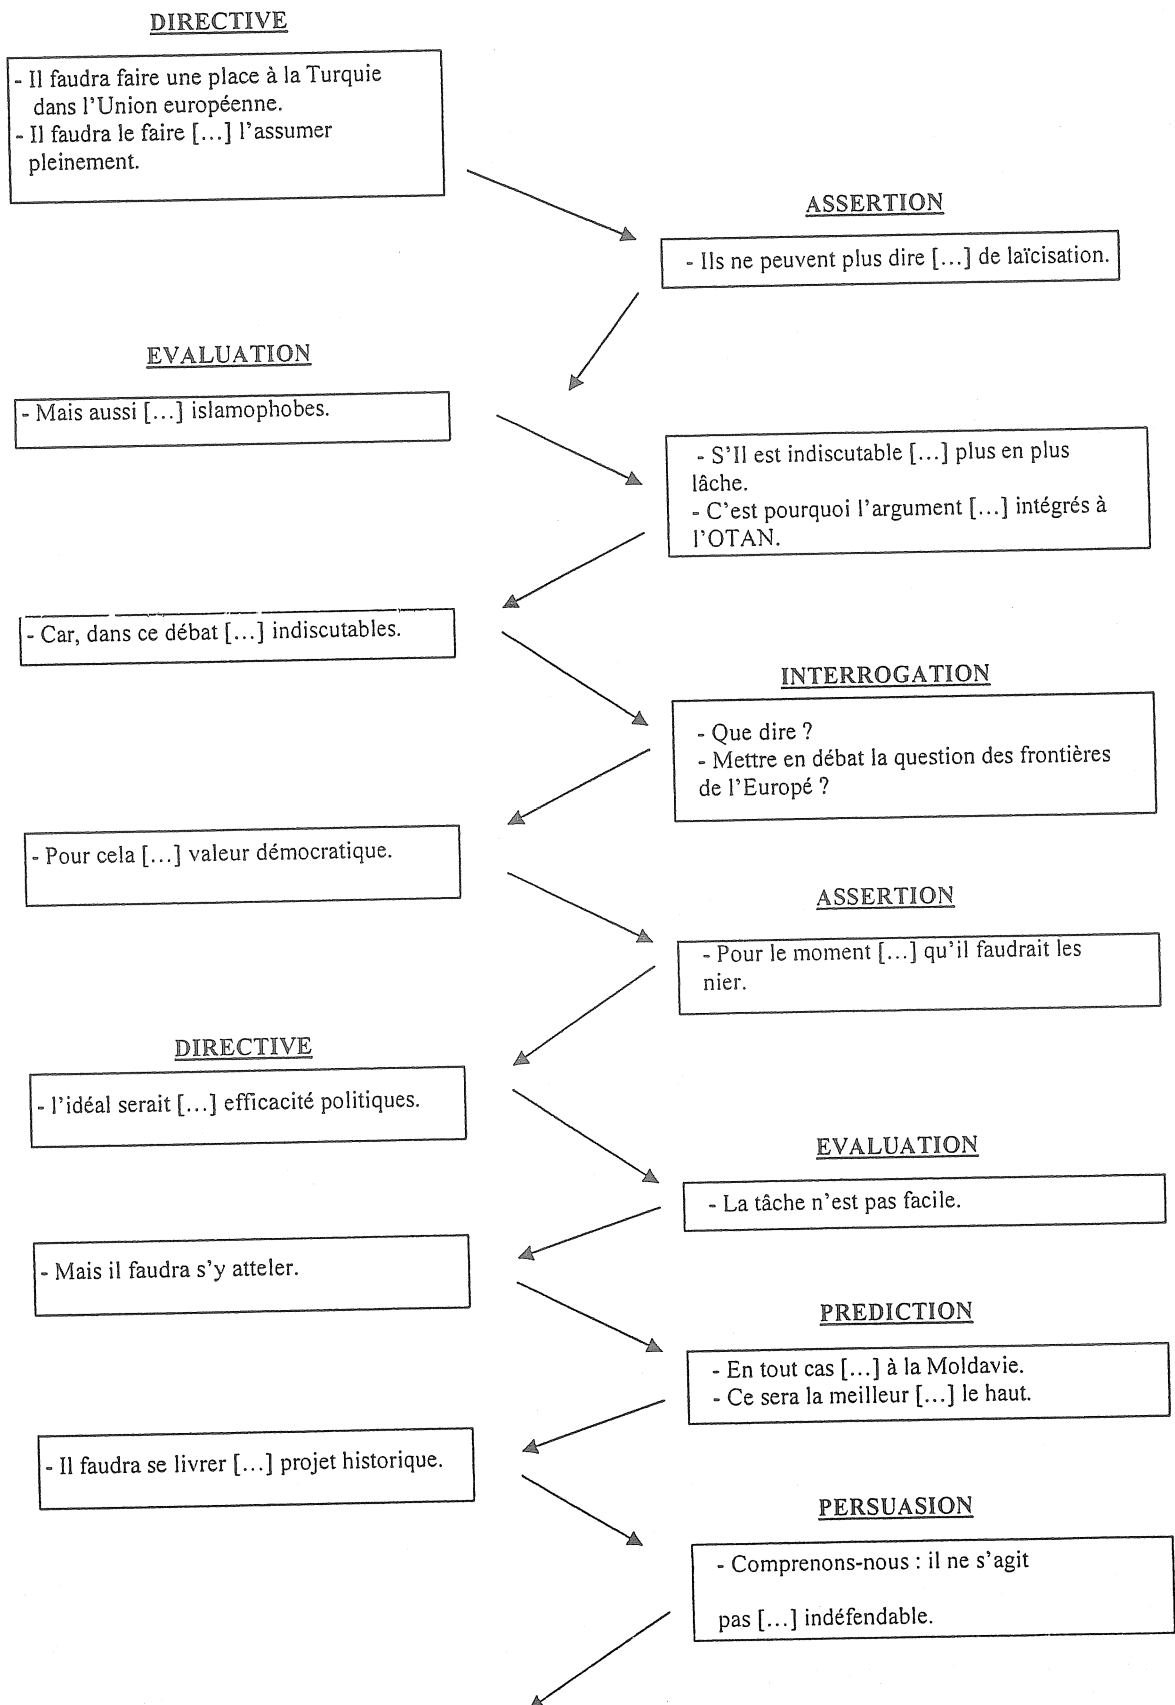 DIRECTIVE
- Il faudra faire une place à la Turquie
dans l'Union européenne.
- Il faudra le faire [...] l'assumer
pleinement.
ASSERTION
- Ils ne peuvent plus dire [...] de laïcisation.
EVALUATION
- Mais aussi [...] islamophobes.
- S'Il est indiscutable [...] plus en plus
lâche.
- C'est pourquoi l'argument [...] intégrés à
l'OTAN.
- Car, dans ce débat [...] indiscutables.
INTERROGATION
- Que dire ?
- Mettre en débat la question des frontières
de l'Europé ?
- Pour cela [...] valeur démocratique.
ASSERTION
- Pour le moment [...] qu'il faudrait les
nier.
DIRECTIVE
- l'idéal serait [...] efficacité politiques.
EVALUATION
- La tâche n'est pas facile.
- Mais il faudra s'y atteler.
PREDICTION
- En tout cas [...] à la Moldavie.
- Ce sera la meilleur [...] le haut.
- Il faudra se livrer [...] projet historique.
PERSUASION
- Comprenons-nous : il ne s'agit
pas [...] indéfendable.